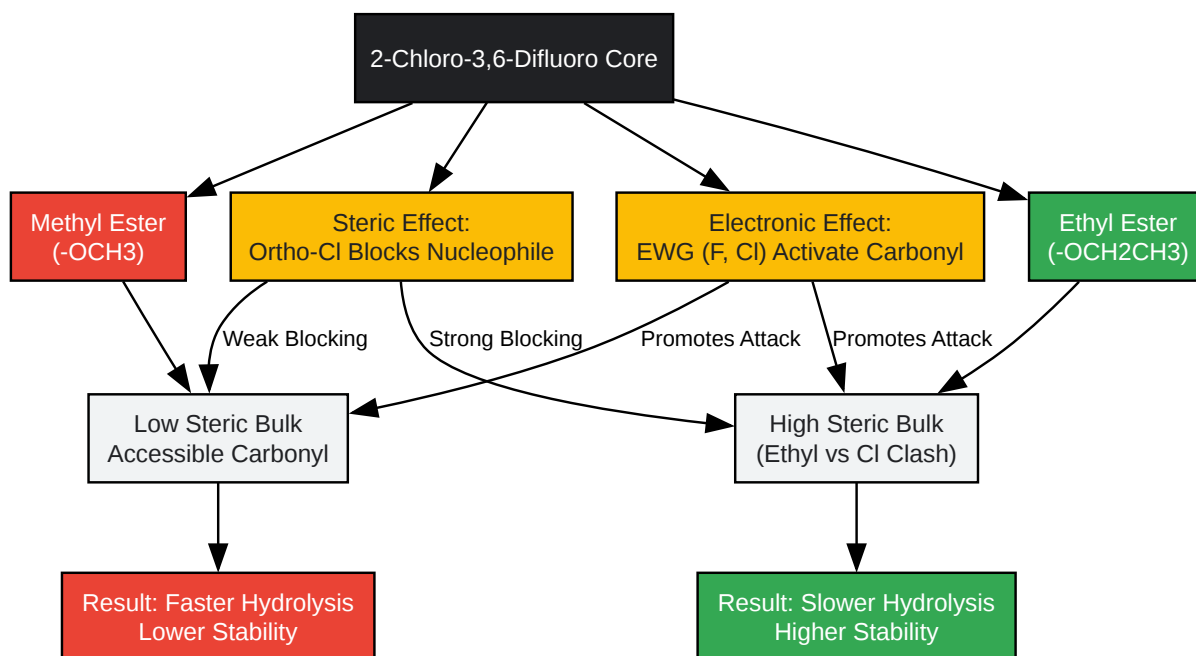 2-Chloro-3,6-Difluoro Core
Methyl Ester
(-OCH3)
Steric Effect:
Ortho-Cl Blocks Nucleophile
Electronic Effect:
EWG (F, Cl) Activate Carbonyl
Ethyl Ester
(-OCH2CH3)
Weak Blocking
Strong Blocking
Promotes Attack
Promotes Attack
Low Steric Bulk
Accessible Carbonyl
High Steric Bulk
(Ethyl vs Cl Clash)
Result: Faster Hydrolysis
Lower Stability
Result: Slower Hydrolysis
Higher Stability